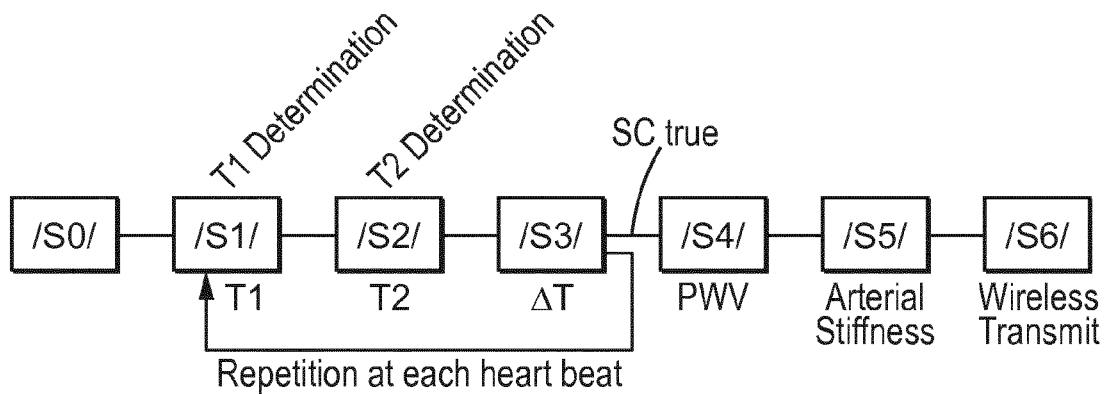 T1 Determination
T2 Determination
SC true
/S0/
/S1/
/S2/
/S3/
/S4/
/S5/
/S6/
T1
T2
ΔT
PWV
Arterial
Stiffness
Wireless
Transmit
Repetition at each heart beat